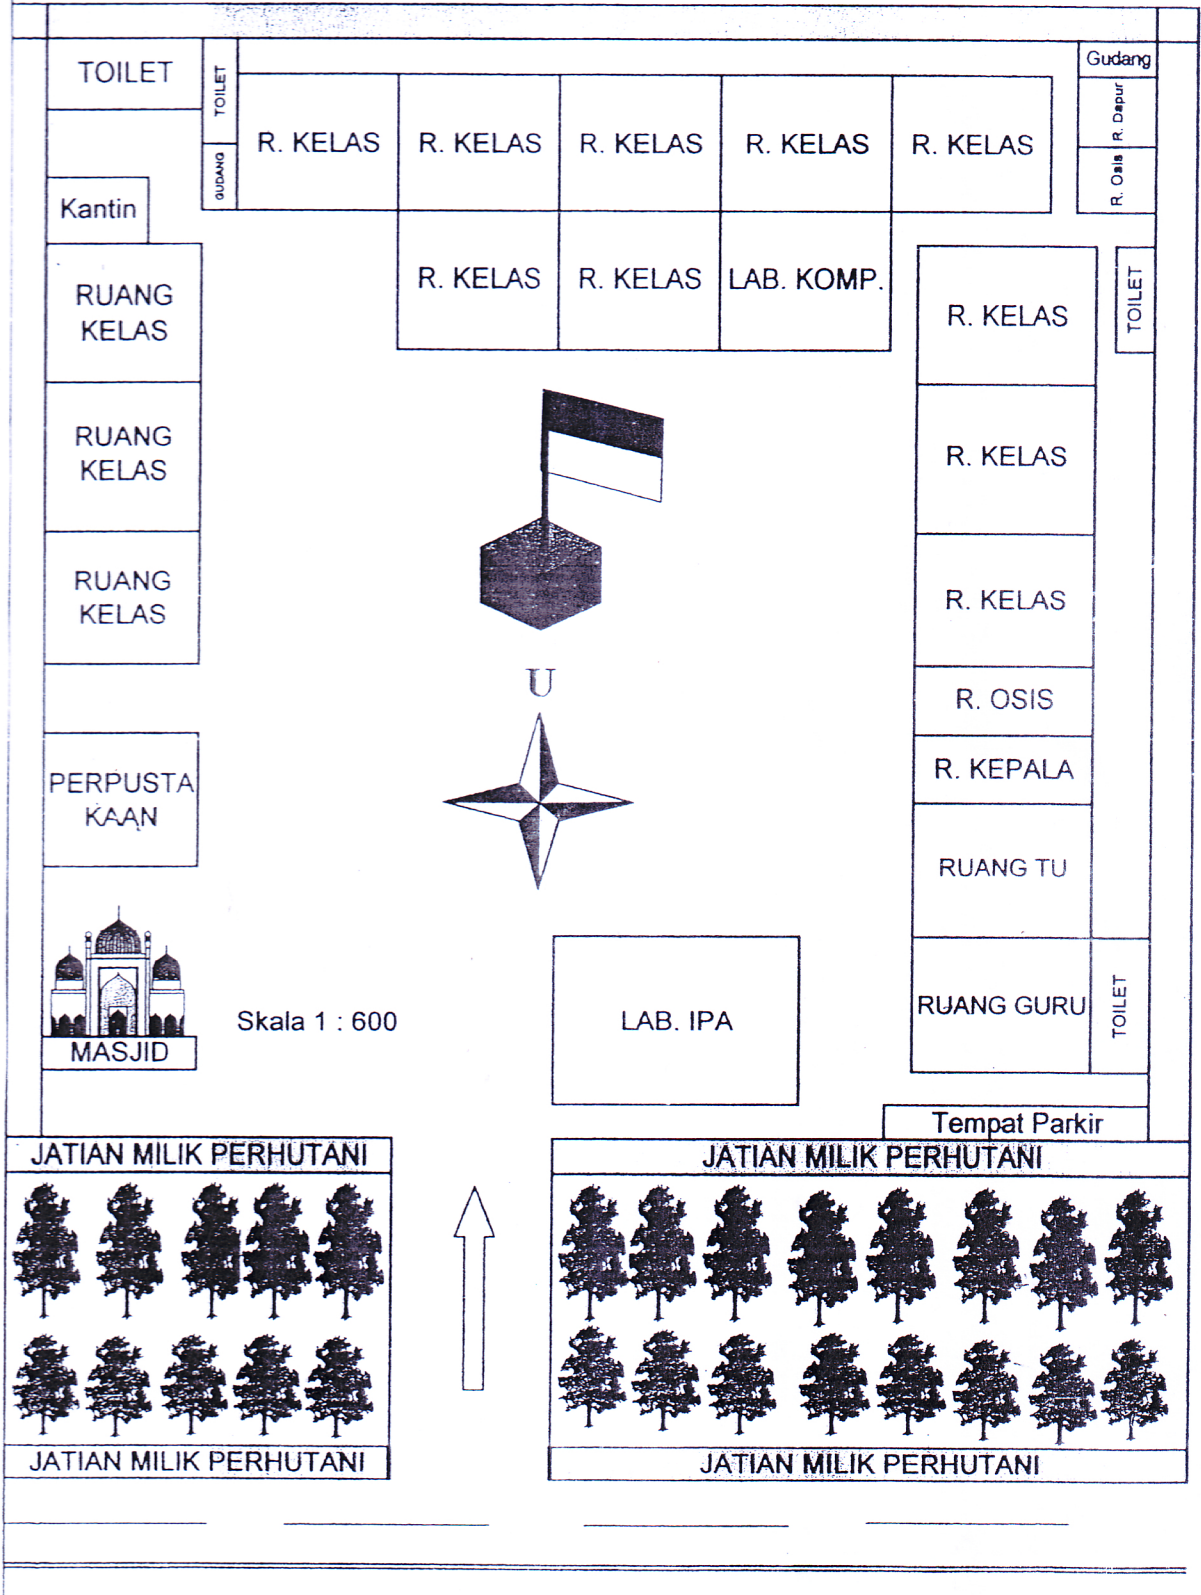 TOILET
TOILET
GUDANG
R. KELAS
R. KELAS
R. KELAS
R. KELAS
R. KELAS
Gudang
R. Dapur
R. Osis
Kantin
R. KELAS
R. KELAS
LAB. KOMP.
RUANG
KELAS
R. KELAS
TOILET
RUANG
KELAS
R. KELAS
RUANG
KELAS
R. KELAS
U
R. OSIS
R. KEPALA
PERPUSTA
KAAN
RUANG TU
MASJID
Skala 1 : 600
LAB. IPA
RUANG GURU
TOILET
Tempat Parkir
JATIAN MILIK PERHUTANI
JATIAN MILIK PERHUTANI
JATIAN MILIK PERHUTANI
JATIAN MILIK PERHUTANI